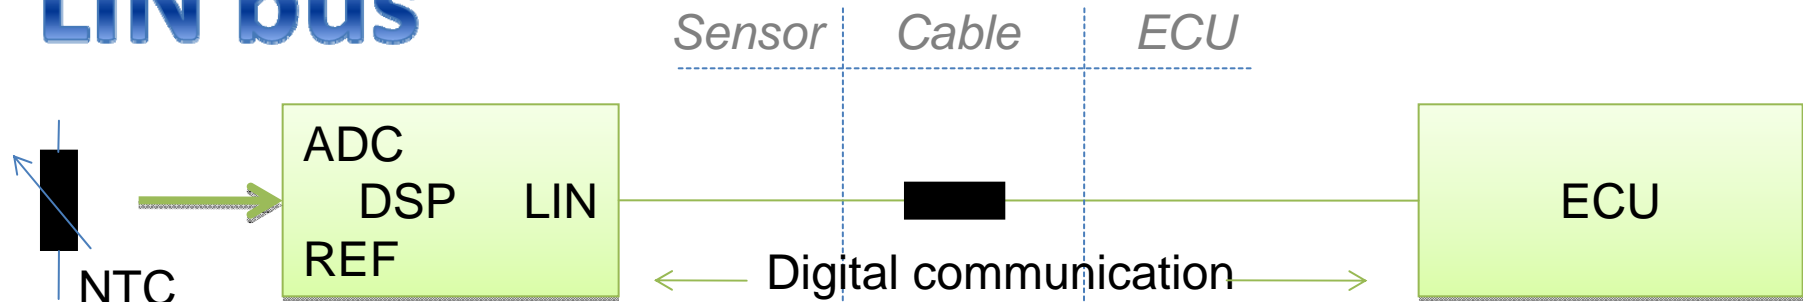 LIN bus
Sensor Cable ECU
ADC
DSP LIN
REF
ECU
NTC
Digital communication